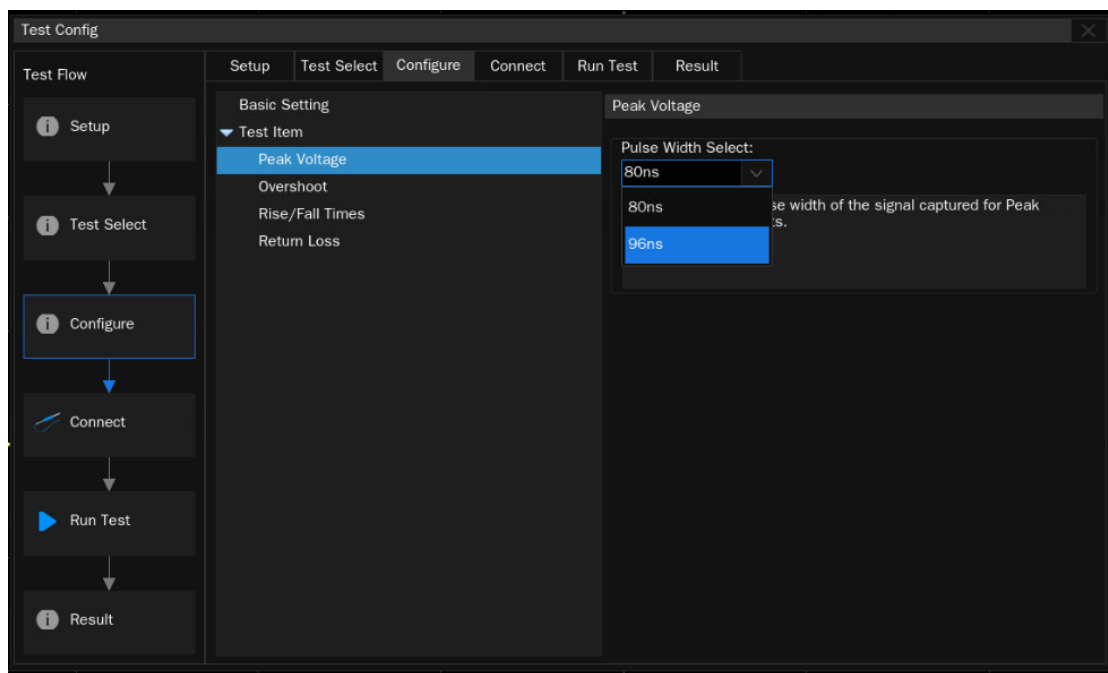 Test Config
Test Flow
Setup
Test Select
Configure
Connect
Run Test
Result
Setup Test Select Configure Connect Run Test Result
Basic Setting
Test Item
Peak Voltage
Overshoot
Rise/Fall Times
Return Loss
Peak Voltage
Pulse Width Select:
80ns
80ns
96ns
se width of the signal captured for Peak
s.